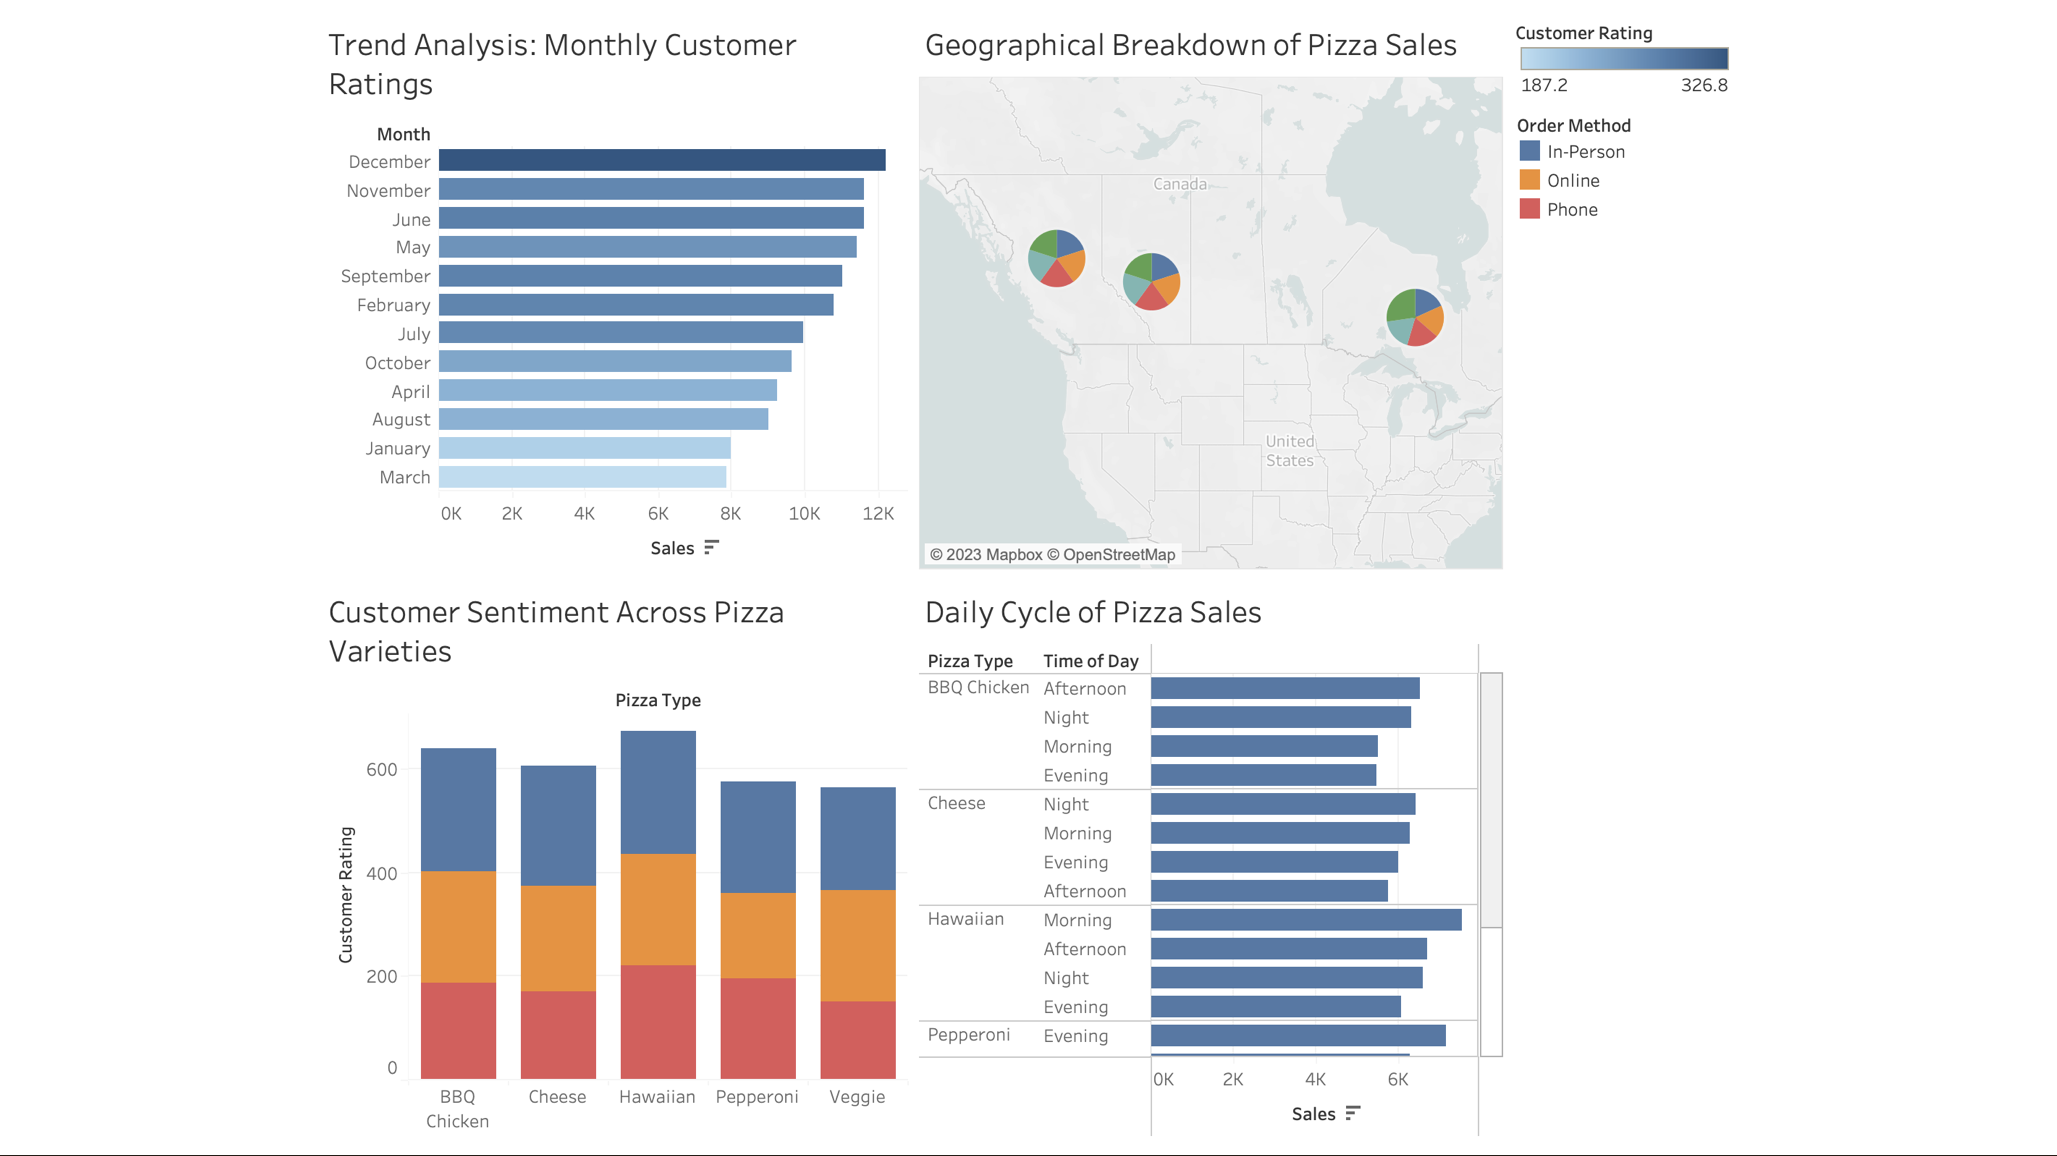 Trend Analysis: Monthly Customer
Ratings
Month
December
November
June
May
September
February
July
October
April
August
January
March
0K 2K 4K 6K 8K 10K 12K
Sales
Geographical Breakdown of Pizza Sales
Canada
United
States
© 2023 Mapbox © OpenStreetMap
Customer Rating
187.2 326.8
Order Method
In-Person
Online
Phone
Customer Sentiment Across Pizza
Varieties
Pizza Type
Customer Rating
600
400
200
0
BBQ
Chicken
Cheese
Hawaiian
Pepperoni
Veggie
Daily Cycle of Pizza Sales
Pizza Type Time of Day
BBQ Chicken Afternoon
Night
Morning
Evening
Cheese Night
Morning
Evening
Afternoon
Hawaiian Morning
Afternoon
Night
Evening
Pepperoni Evening
0K 2K 4K 6K
Sales